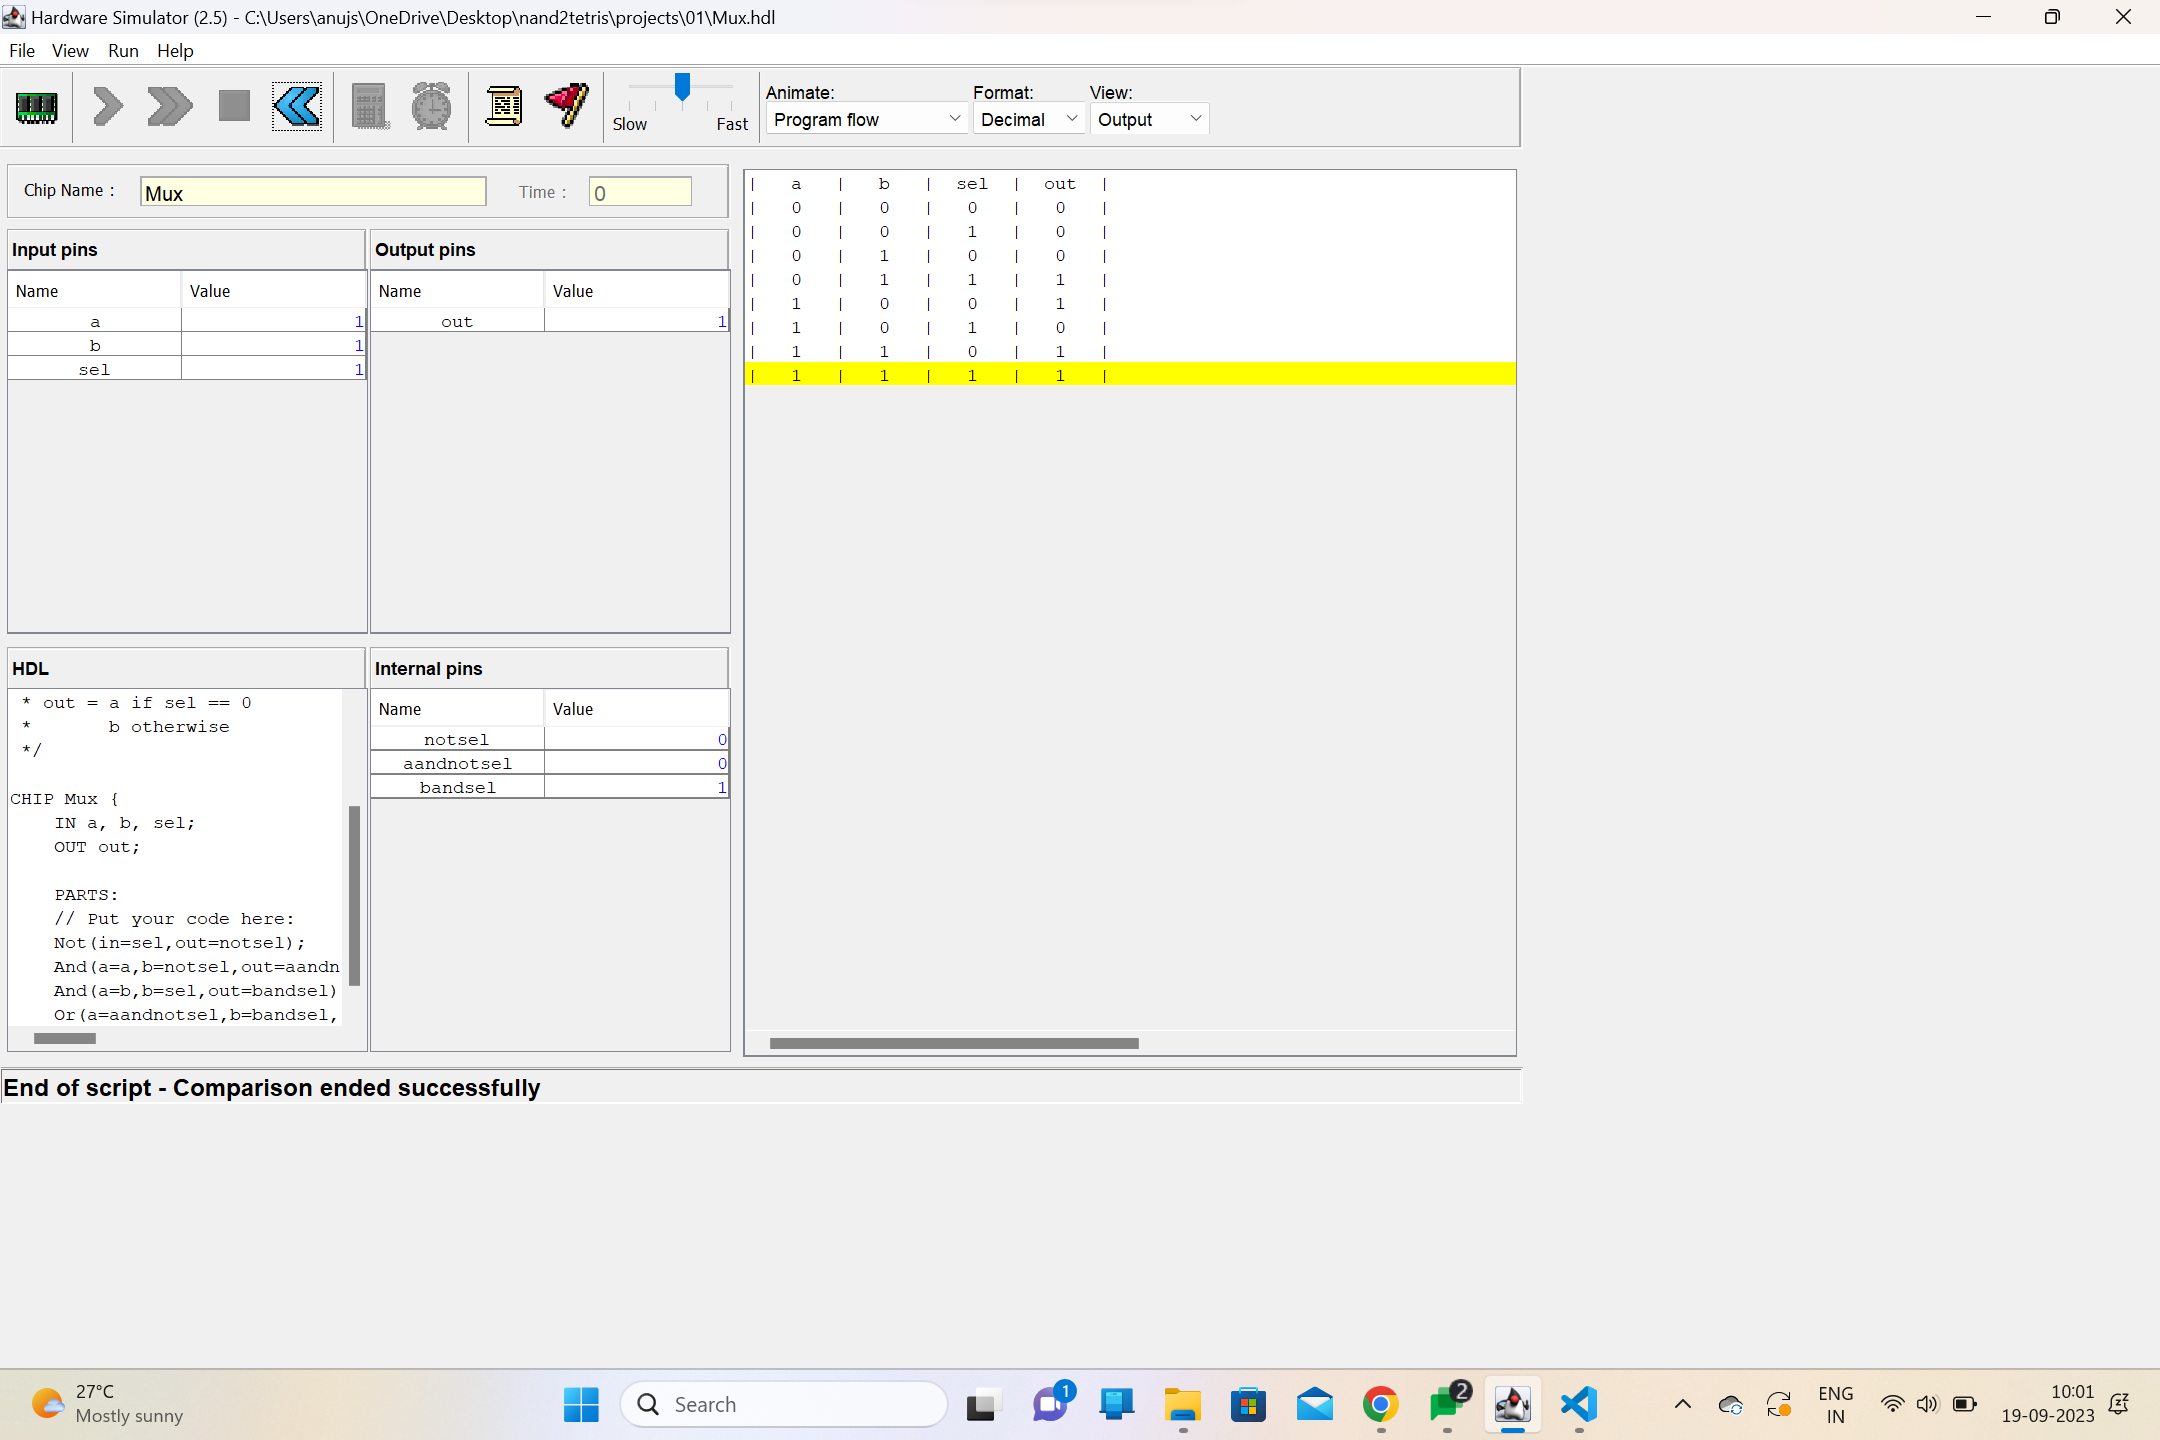 Hardware Simulator (2.5) - C:\Users\anujs\OneDrive\Desktop\nand2tetris\projects\01\Mux.hdl
File View Run Help
Slow Fast
Animate: Format: View:
Program flow Decimal Output
Chip Name : Mux Time : 0
Input pins
Name Value
a 1
b 1
sel 1
Output pins
Name Value
out 1
| a | b | sel | out |
| 0 | 0 | 0 | 0 |
| 0 | 0 | 1 | 0 |
| 0 | 1 | 0 | 0 |
| 0 | 1 | 1 | 1 |
| 1 | 0 | 0 | 1 |
| 1 | 0 | 1 | 0 |
| 1 | 1 | 0 | 1 |
| 1 | 1 | 1 | 1 |
HDL
* out = a if sel == 0
* b otherwise
*/
CHIP Mux {
IN a, b, sel;
OUT out;
PARTS:
// Put your code here:
Not(in=sel,out=notsel);
And(a=a,b=notsel,out=aandn
And(a=b,b=sel,out=bandsel)
Or(a=aandnotsel,b=bandsel,
Internal pins
Name Value
notsel 0
aandnotsel 0
bandsel 1
End of script - Comparison ended successfully
27°C
Mostly sunny
Search
1
2
ENG
IN
10:01
19-09-2023